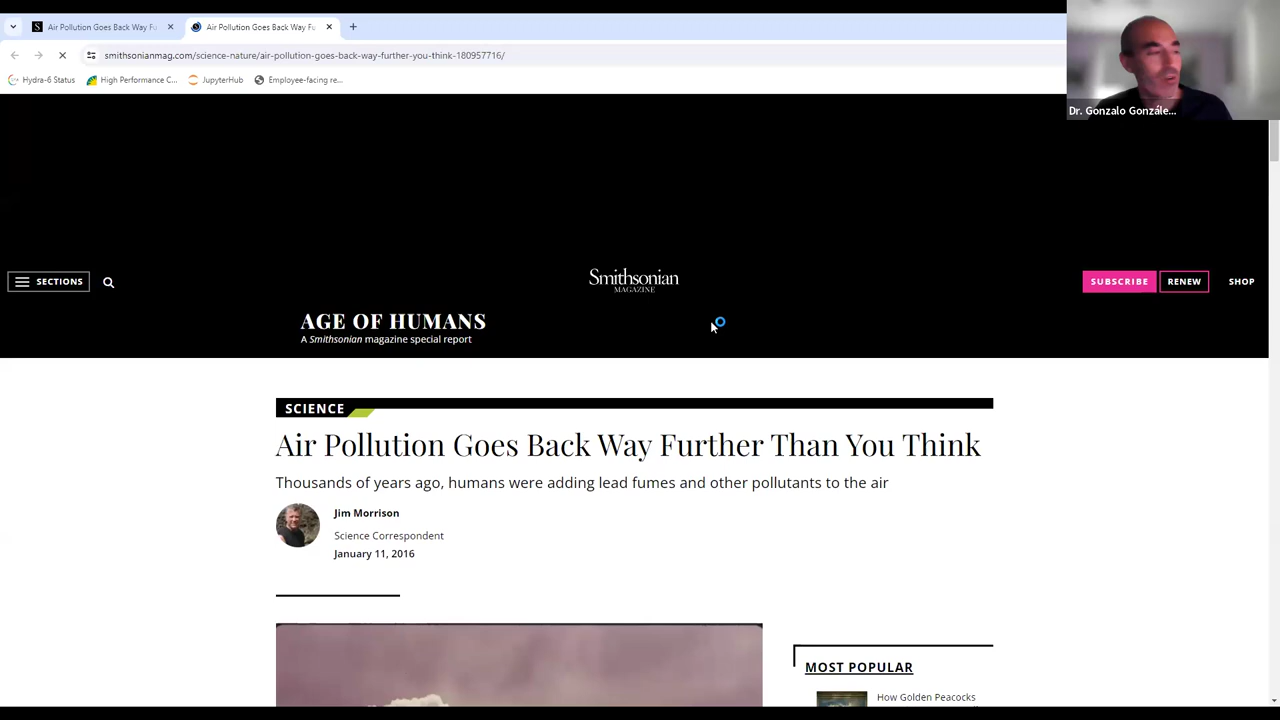 Air Pollution Goes Back Way Fu
Air Pollution Goes Back Way Fu
smithsonianmag.com/science-nature/air-pollution-goes-back-way-further-you-think-180957716/
Hydra-6 Status
High Performance C...
JupyterHub
Employee-facing re...
Dr. Gonzalo Gonzále...
SECTIONS
Smithsonian
MAGAZINE
SUBSCRIBE
RENEW
SHOP
AGE OF HUMANS
A Smithsonian magazine special report
SCIENCE
Air Pollution Goes Back Way Further Than You Think
Thousands of years ago, humans were adding lead fumes and other pollutants to the air
Jim Morrison
Science Correspondent
January 11, 2016
MOST POPULAR
How Golden Peacocks